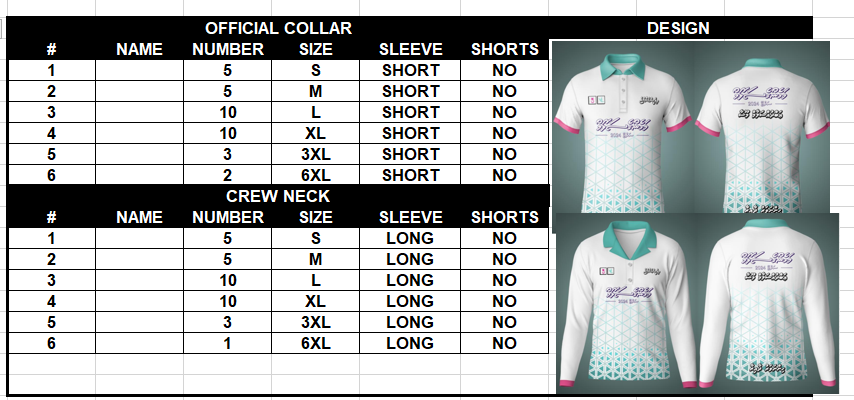 OFFICIAL COLLAR DESIGN
# NAME NUMBER SIZE SLEEVE SHORTS
1 5 S SHORT NO
2 5 M SHORT NO
3 10 L SHORT NO
4 10 XL SHORT NO
5 3 3XL SHORT NO
6 2 6XL SHORT NO
CREW NECK
# NAME NUMBER SIZE SLEEVE SHORTS
1 5 S LONG NO
2 5 M LONG NO
3 10 L LONG NO
4 10 XL LONG NO
5 3 3XL LONG NO
6 1 6XL LONG NO